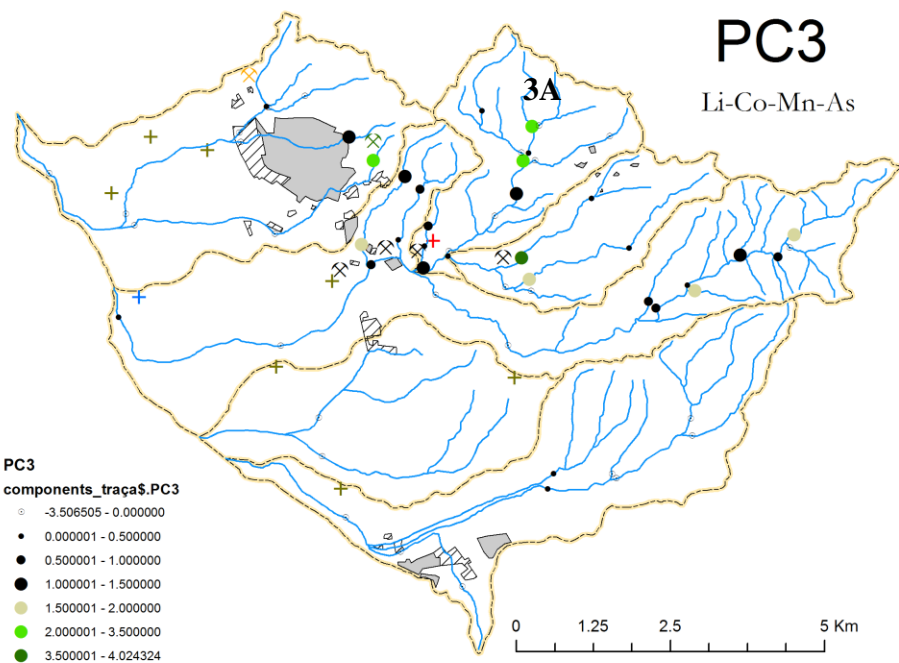 PC3
Li-Co-Mn-As
3A
PC3
components_traça$.PC3
-3.506505 - 0.000000
0.000001 - 0.500000
0.500001 - 1.000000
1.000001 - 1.500000
1.500001 - 2.000000
2.000001 - 3.500000
3.500001 - 4.024324
0 1.25 2.5 5 Km